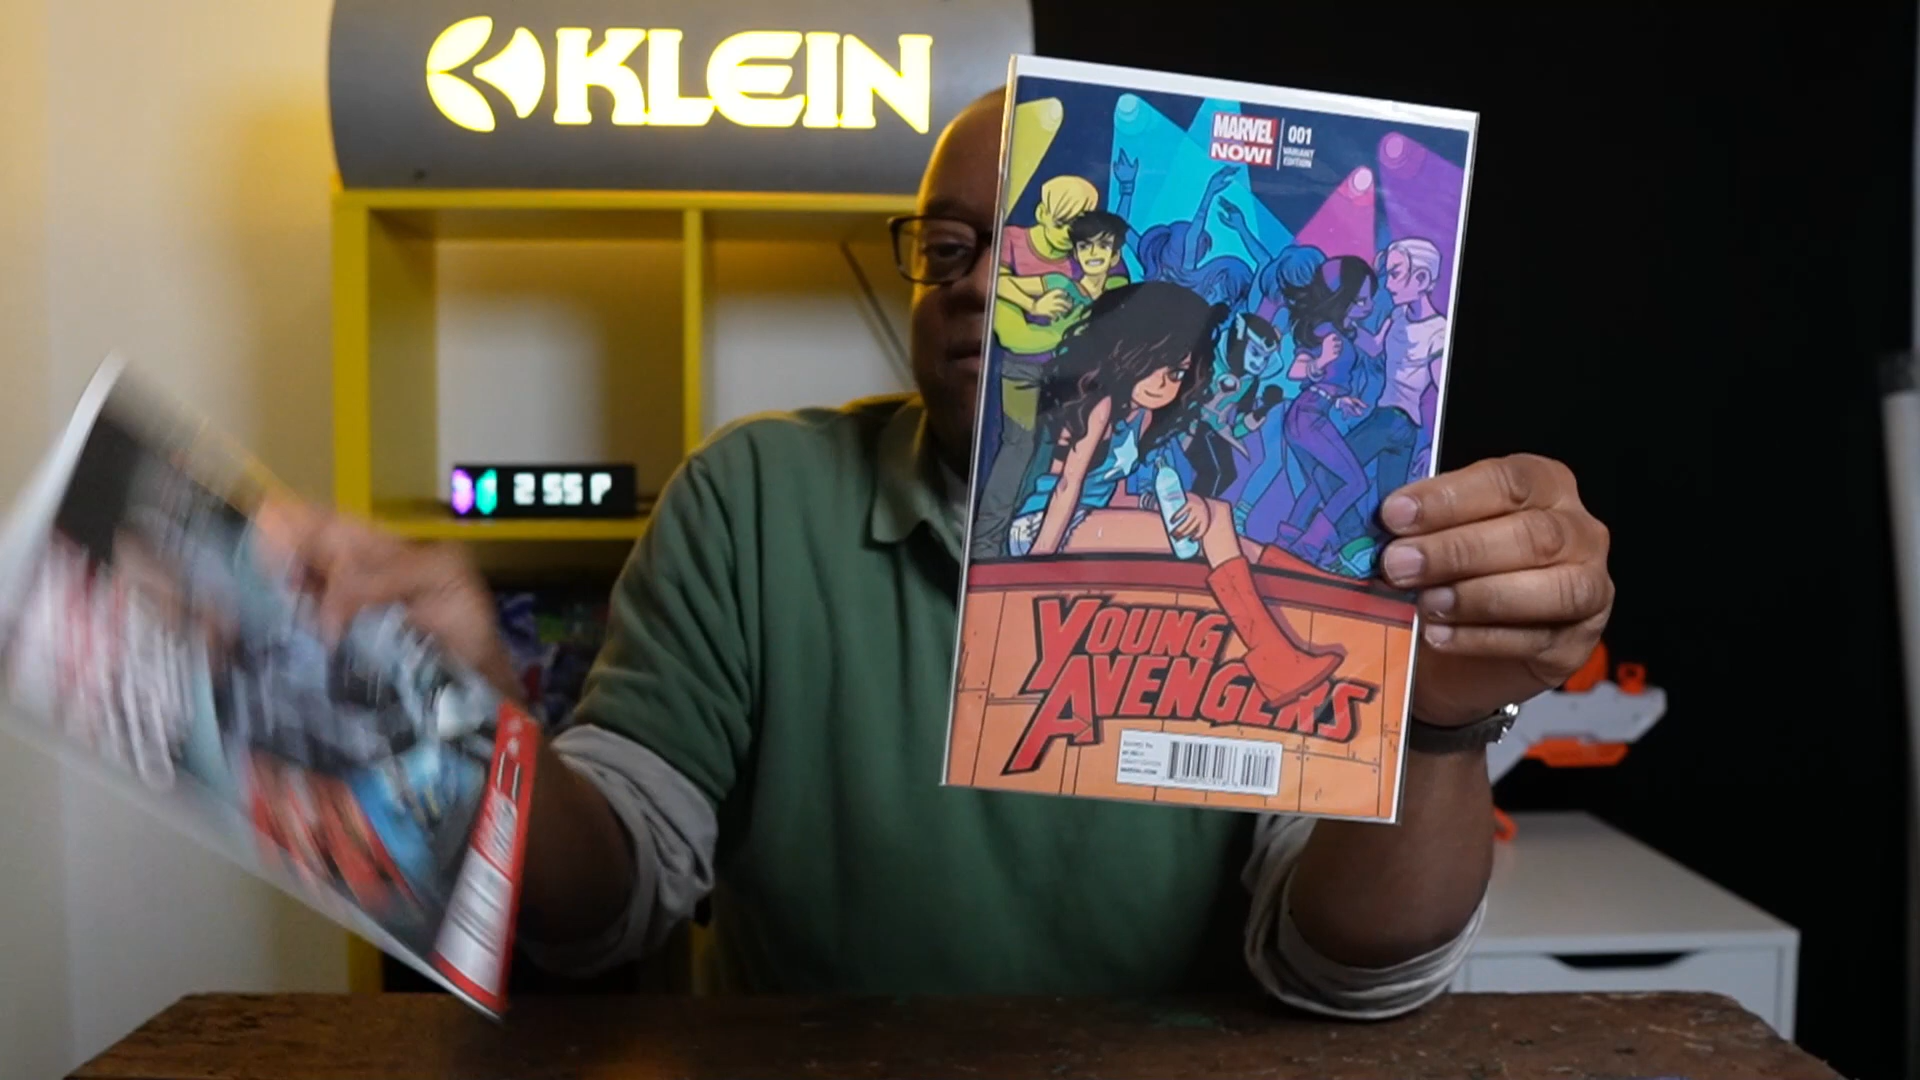 KLEIN
MARVEL
NOW!
001
VARIANT
EDITION
2 55 P
YOUNG
AVENGERS